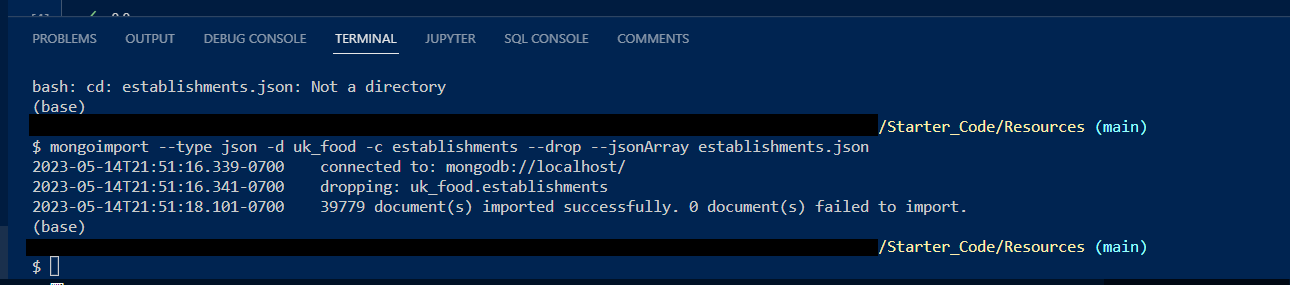 PROBLEMS OUTPUT DEBUG CONSOLE TERMINAL JUPYTER SQL CONSOLE COMMENTS
bash: cd: establishments.json: Not a directory
(base)
/Starter_Code/Resources (main)
$ mongoimport --type json -d uk_food -c establishments --drop --jsonArray establishments.json
2023-05-14T21:51:16.339-0700 connected to: mongodb://localhost/
2023-05-14T21:51:16.341-0700 dropping: uk_food.establishments
2023-05-14T21:51:18.101-0700 39779 document(s) imported successfully. 0 document(s) failed to import.
(base)
/Starter_Code/Resources (main)
$